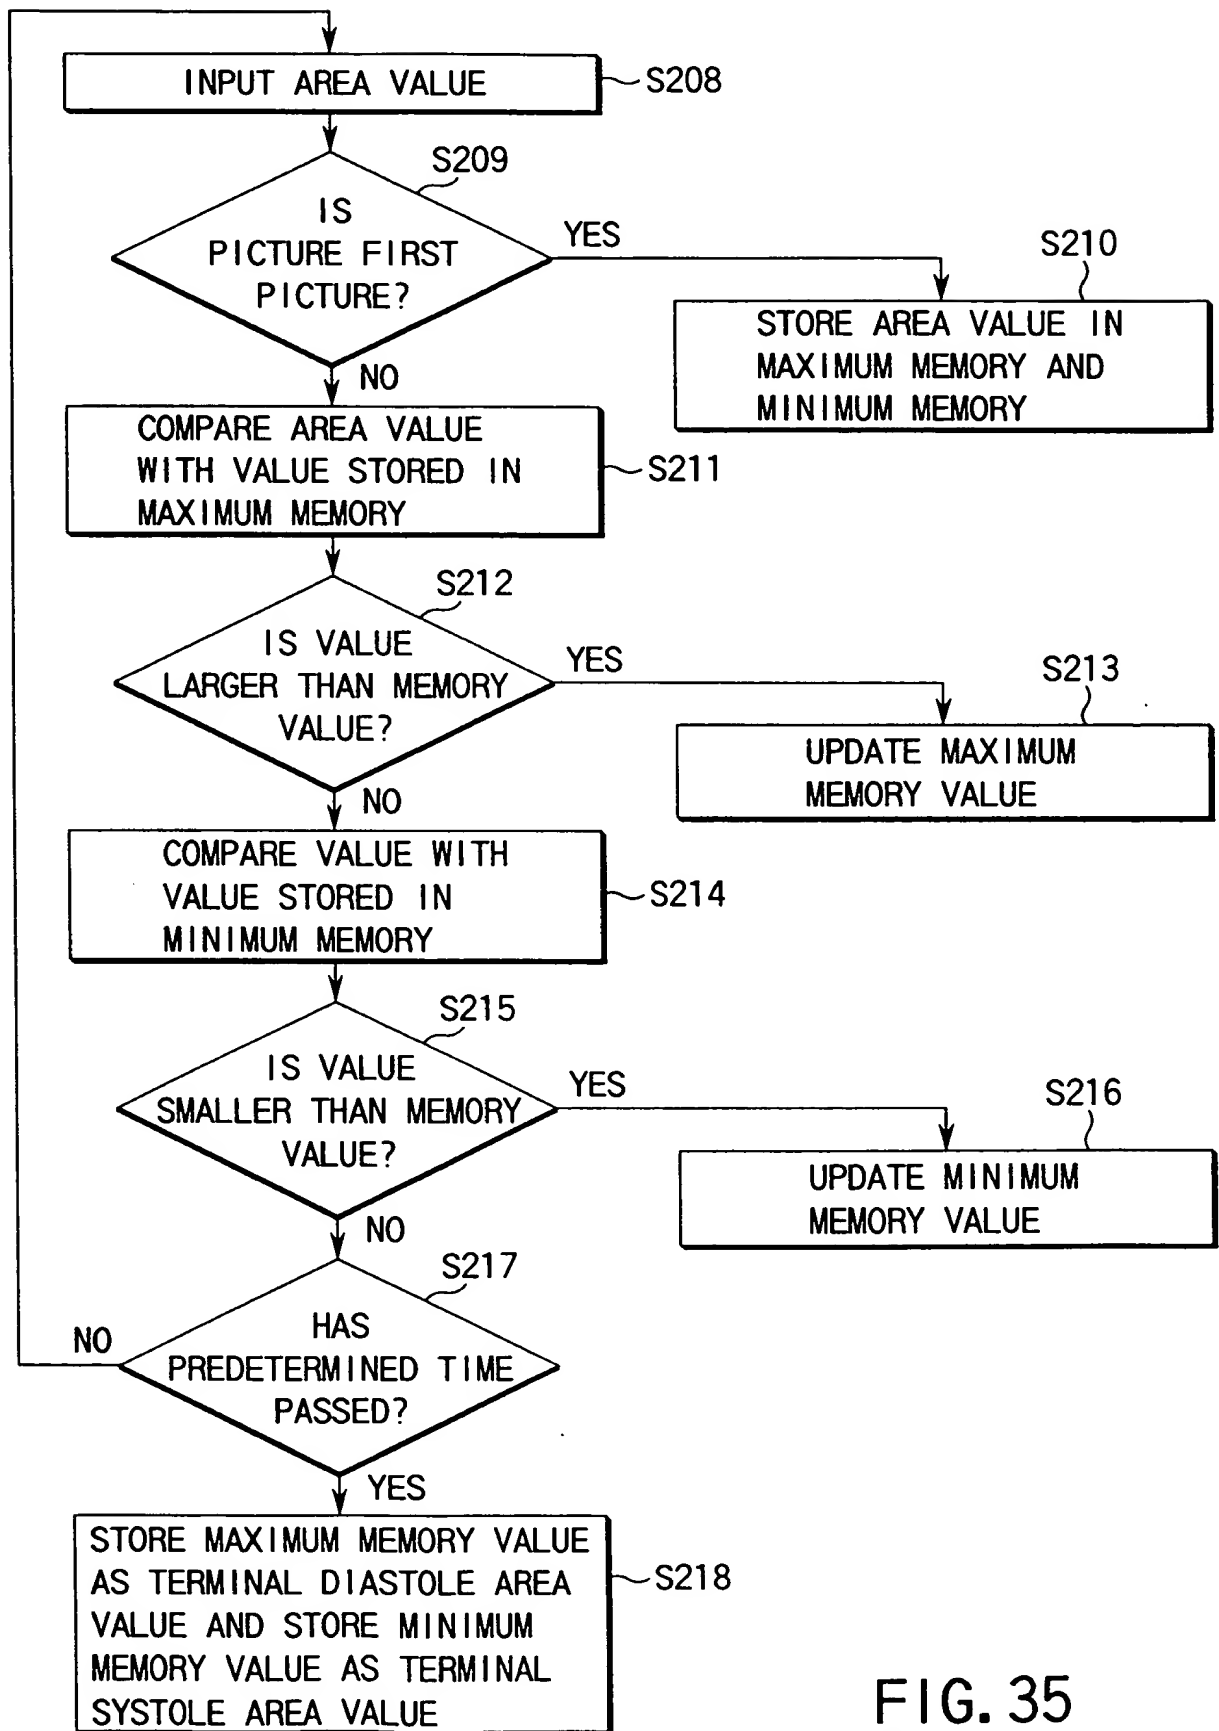 INPUT AREA VALUE
S208
S209
IS
PICTURE FIRST
PICTURE?
YES
S210
STORE AREA VALUE IN
MAXIMUM MEMORY AND
MINIMUM MEMORY
NO
COMPARE AREA VALUE
WITH VALUE STORED IN
MAXIMUM MEMORY
S211
S212
IS VALUE
LARGER THAN MEMORY
VALUE?
YES
S213
UPDATE MAXIMUM
MEMORY VALUE
NO
COMPARE VALUE WITH
VALUE STORED IN
MINIMUM MEMORY
S214
S215
IS VALUE
SMALLER THAN MEMORY
VALUE?
YES
S216
UPDATE MINIMUM
MEMORY VALUE
NO
S217
HAS
PREDETERMINED TIME
PASSED?
NO
YES
STORE MAXIMUM MEMORY VALUE
AS TERMINAL DIASTOLE AREA
VALUE AND STORE MINIMUM
MEMORY VALUE AS TERMINAL
SYSTOLE AREA VALUE
S218
FIG. 35